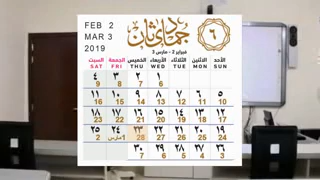 FEB 2
MAR 3
2019
جمادى الثاني
٦
فبراير 2 - مارس 3
الأحد الاثنين الثلاثاء الأربعاء الخميس الجمعة السبت
SUN MON TUE WED THU FRI SAT
١ ٢ ٣ ٤
6 7 8 9
٥ ٦ ٧ ٨ ٩ ١٠ ١١
10 11 12 13 14 15 16
١٢ ١٣ ١٤ ١٥ ١٦ ١٧ ١٨
17 18 19 20 21 22 23
١٩ ٢٠ ٢١ ٢٢ ٢٣ ٢٤ ٢٥
24 25 26 27 28 1مارس 2
٢٦ ٢٧ ٢٨ ٢٩ ٣٠
3 4 5 6 7